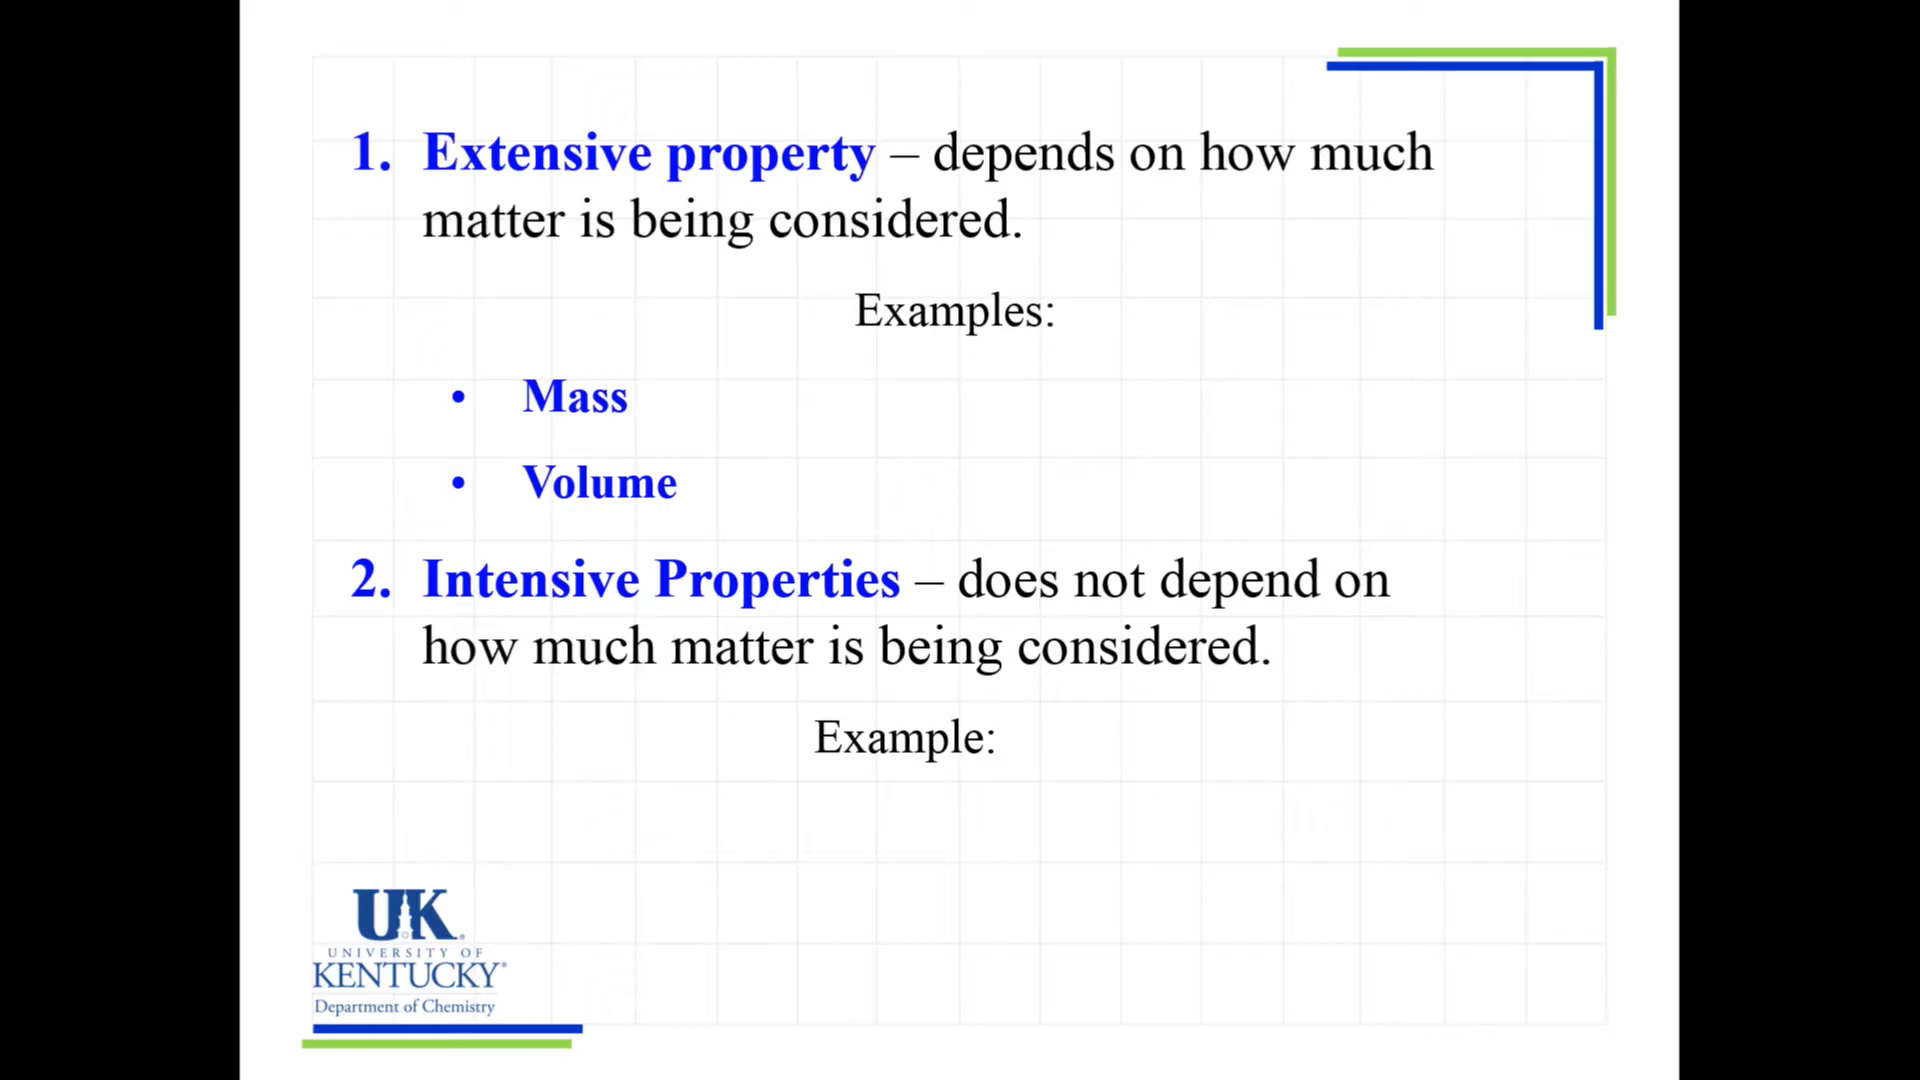 1. Extensive property – depends on how much
matter is being considered.
Examples:
• Mass
• Volume
2. Intensive Properties – does not depend on
how much matter is being considered.
Example:
UK
UNIVERSITY OF
KENTUCKY®
Department of Chemistry